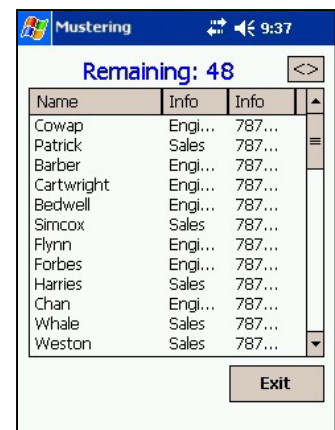 Mustering 9:37
Remaining: 48 <>
Name Info Info
Cowap Engi... 787...
Patrick Sales 787...
Barber Engi... 787...
Cartwright Engi... 787...
Bedwell Engi... 787...
Simcox Sales 787...
Flynn Engi... 787...
Forbes Engi... 787...
Harries Sales 787...
Chan Engi... 787...
Whale Sales 787...
Weston Sales 787...
Exit